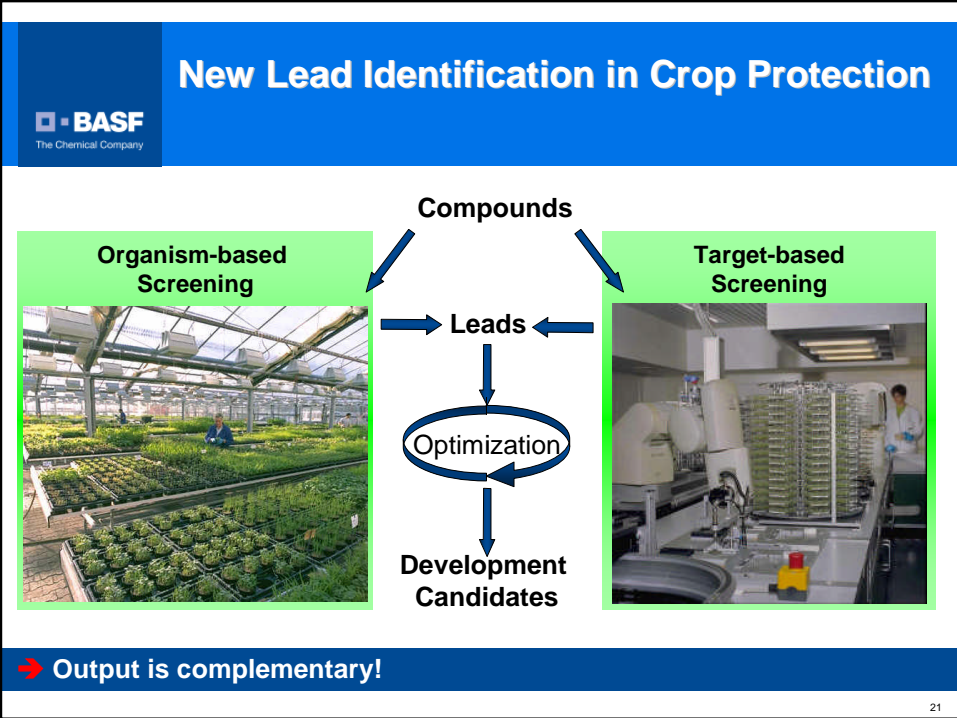 New Lead Identification in Crop Protection
BASF
The Chemical Company
Compounds
Organism-based
Screening
Target-based
Screening
Leads
Optimization
Development
Candidates
Output is complementary!
21